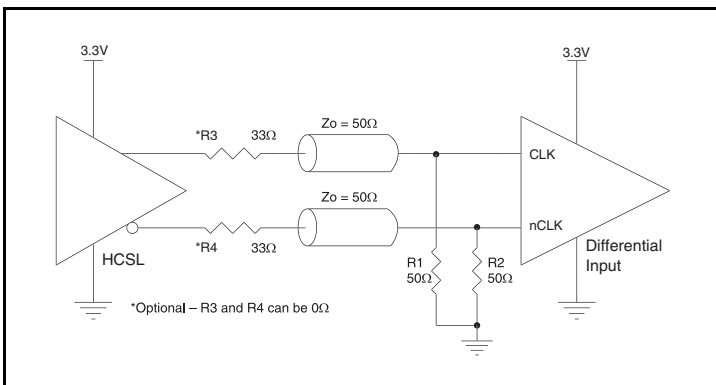 3.3V
3.3V
*R3 33Ω
Zo = 50Ω
CLK
Zo = 50Ω
nCLK
*R4 33Ω
HCSL
R1
50Ω
R2
50Ω
Differential
Input
*Optional – R3 and R4 can be 0Ω